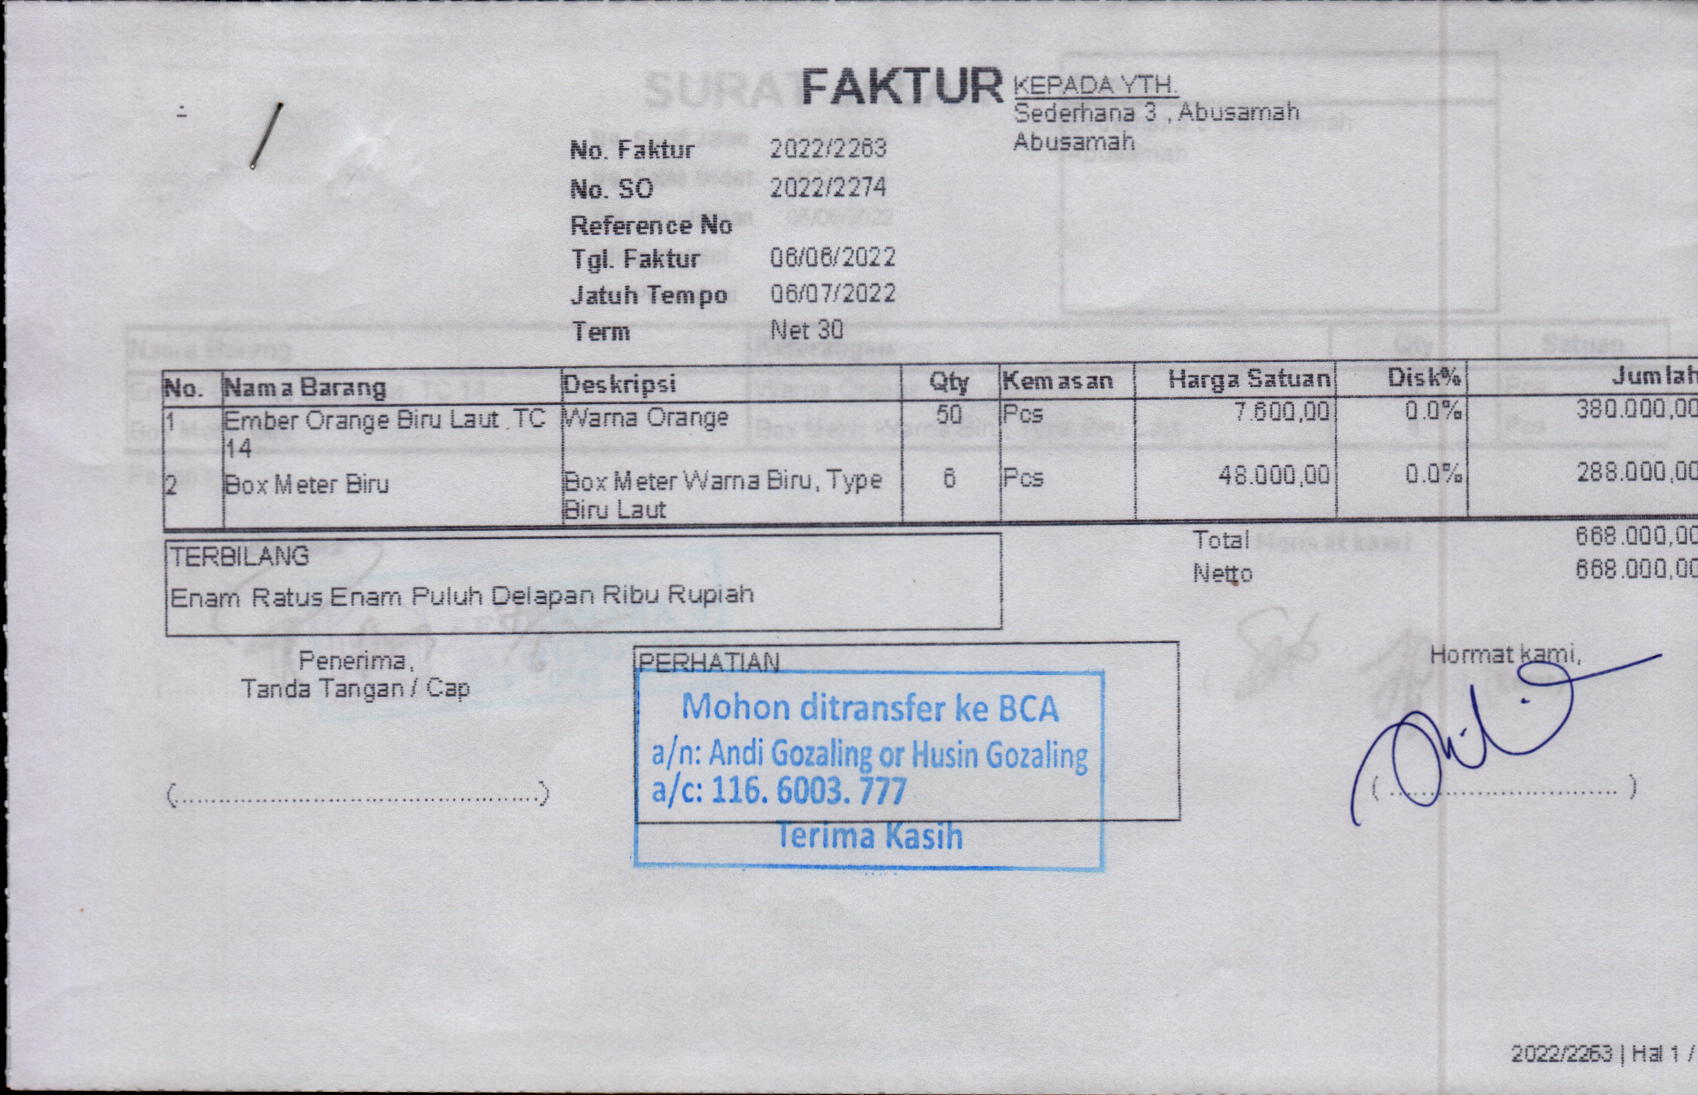 FAKTUR
KEPADA YTH.
Sederhana 3 , Abusamah
Abusamah
No. Faktur 2022/2263
No. SO 2022/2274
Reference No
Tgl. Faktur 06/06/2022
Jatuh Tempo 06/07/2022
Term Net 30
No. Nama Barang Deskripsi Qty Kemasan Harga Satuan Disk% Jumlah
1 Ember Orange Biru Laut .TC Warna Orange 50 Pcs 7.600,00 0.0% 380.000,00
14
2 Box Meter Biru Box Meter Warna Biru, Type 6 Pcs 48.000,00 0.0% 288.000,00
Biru Laut
Total 668.000,00
Netto 668.000,00
TERBILANG
Enam Ratus Enam Puluh Delapan Ribu Rupiah
Penerima,
Tanda Tangan / Cap
PERHATIAN
Mohon ditransfer ke BCA
a/n: Andi Gozaling or Husin Gozaling
a/c: 116. 6003. 777
Terima Kasih
Hormat kami,
(................................................)
(................................)
2022/2263 | Hal 1 /